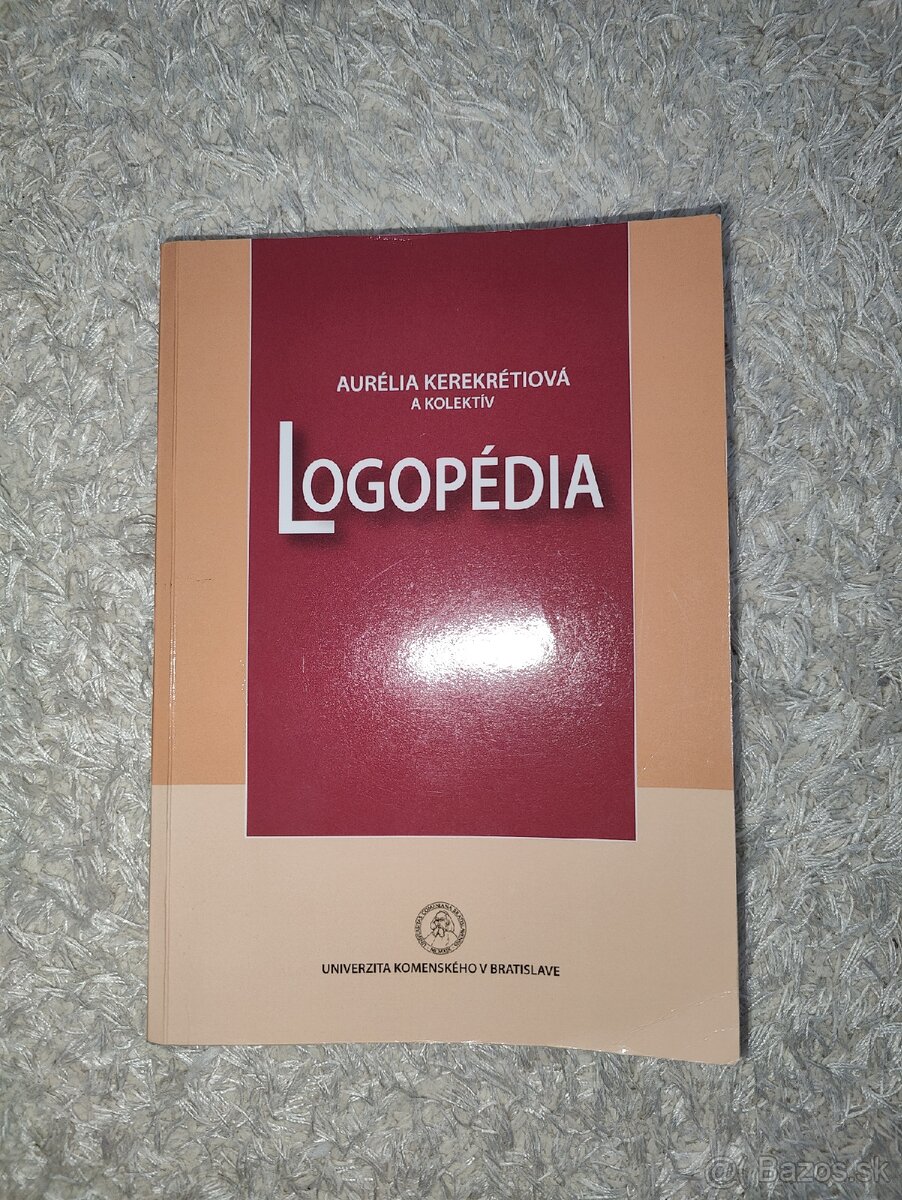 AURÉLIA KEREKRÉTIOVÁ
A KOLEKTÍV
LOGOPÉDIA
UNIVERZITA KOMENSKÉHO V BRATISLAVE
@ Bazos.sk